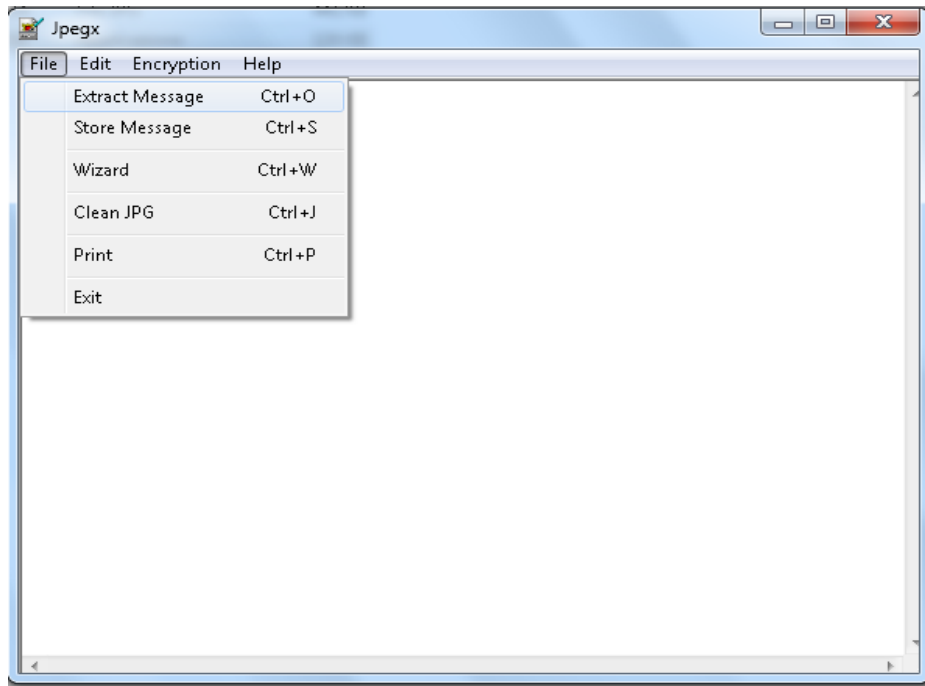 Jpegx
File Edit Encryption Help
Extract Message Ctrl+O
Store Message Ctrl+S
Wizard Ctrl+W
Clean JPG Ctrl+J
Print Ctrl+P
Exit